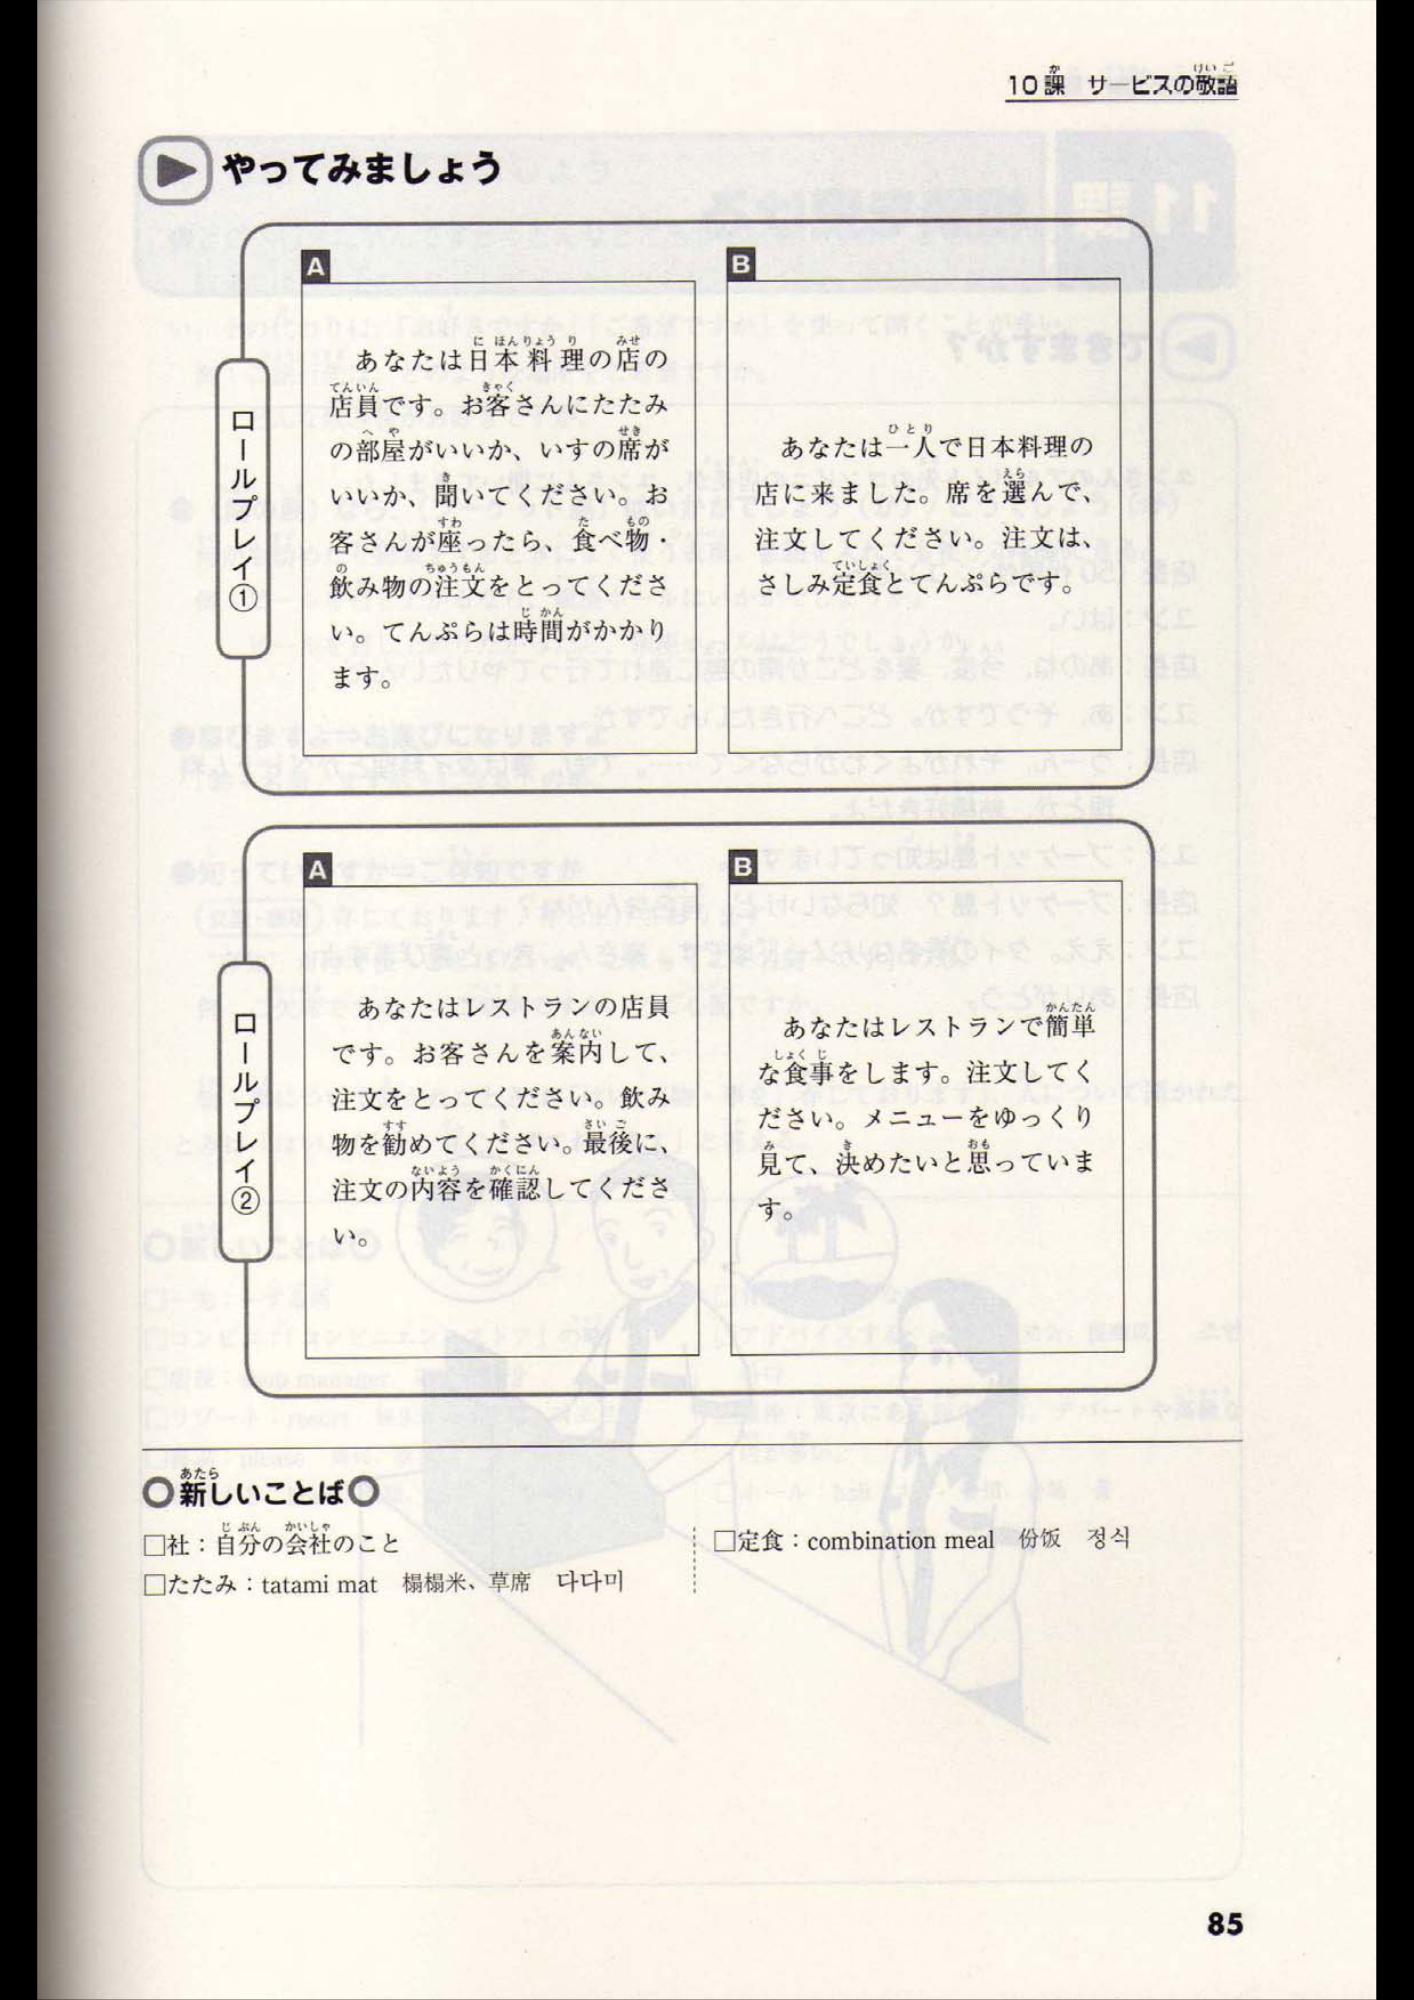 10課 サービスの敬語
やってみましょう
ロールプレイ①
A
あなたは日本料理の店の
店員です。お客さんにたたみ
の部屋がいいか、いすの席が
いいか、聞いてください。お
客さんが座ったら、食べ物・
飲み物の注文をとってくださ
い。てんぷらは時間がかかり
ます。
B
あなたは一人で日本料理の
店に来ました。席を選んで、
注文してください。注文は、
さしみ定食とてんぷらです。
ロールプレイ②
A
あなたはレストランの店員
です。お客さんを案内して、
注文をとってください。飲み
物を勧めてください。最後に、
注文の内容を確認してくださ
い。
B
あなたはレストランで簡単
な食事をします。注文してく
ださい。メニューをゆっくり
見て、決めたいと思っていま
す。
○新しいことば○
□社：自分の会社のこと
□たたみ：tatami mat 榻榻米、草席 다다미
□定食：combination meal 份饭 정식
85